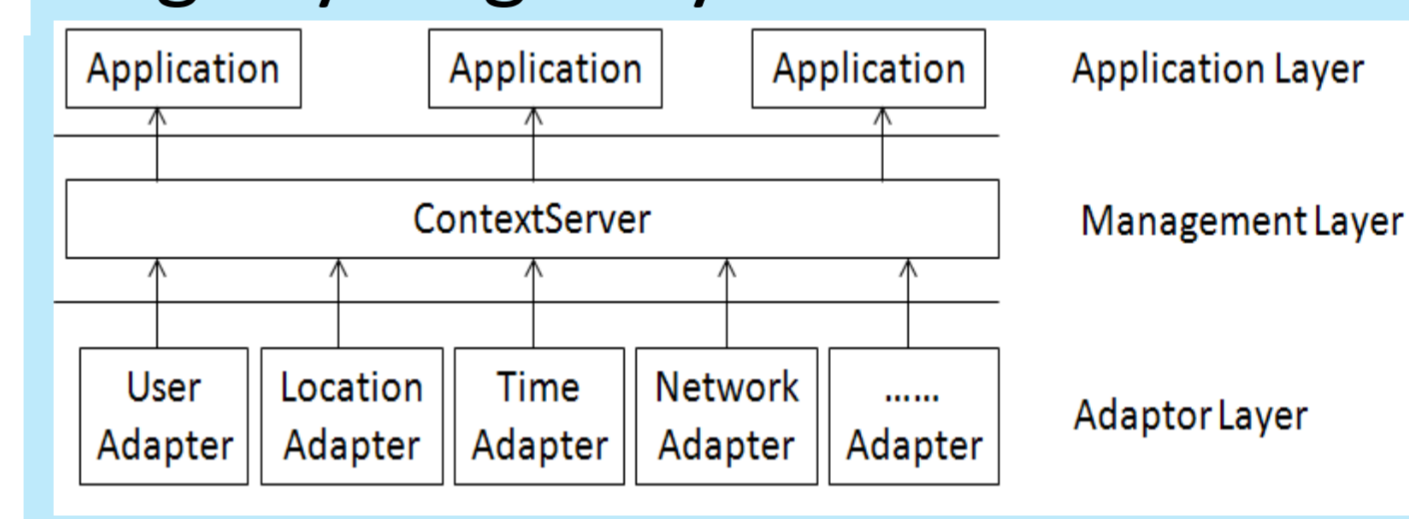 Application Application Application Application Layer
ContextServer Management Layer
User Location Time Network ......
Adapter Adapter Adapter Adapter Adapter
Adaptor Layer